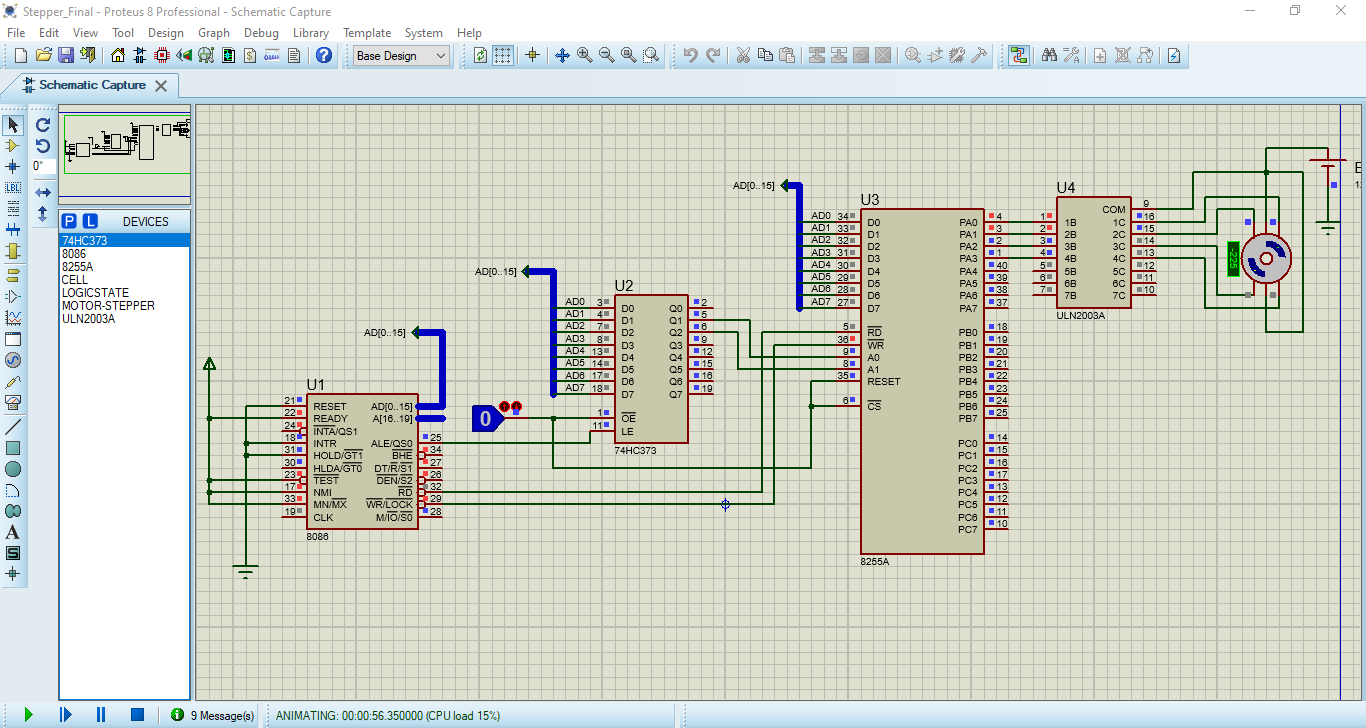 Stepper_Final - Proteus 8 Professional - Schematic Capture
File Edit View Tool Design Graph Debug Library Template System Help
Base Design
Schematic Capture
0°
LBL
P L DEVICES
74HC373
8086
8255A
CELL
LOGICSTATE
MOTOR-STEPPER
ULN2003A
A
S
AD[0..15]
U1
21 RESET
22 READY
24 INTA/QS1
18 INTR
31 HOLD/GT1
30 HLDA/GT0
23 TEST
17 NMI
33 MN/MX
19 CLK
AD[0..15]
A[16..19]
ALE/QS0 25
BHE 34
DT/R/S1 27
DEN/S2 26
RD 32
WR/LOCK 29
M/IO/S0 28
8086
0
AD[0..15]
U2
AD0 3 D0 Q0 2
AD1 4 D1 Q1 5
AD2 7 D2 Q2 6
AD3 8 D3 Q3 9
AD4 13 D4 Q4 12
AD5 14 D5 Q5 15
AD6 17 D6 Q6 16
AD7 18 D7 Q7 19
1 OE
11 LE
74HC373
AD[0..15]
U3
AD0 34 D0 PA0 4
AD1 33 D1 PA1 3
AD2 32 D2 PA2 2
AD3 31 D3 PA3 1
AD4 30 D4 PA4 40
AD5 29 D5 PA5 39
AD6 28 D6 PA6 38
AD7 27 D7 PA7 37
5 RD PB0 18
36 WR PB1 19
9 A0 PB2 20
8 A1 PB3 21
35 RESET PB4 22
PB5 23
6 CS PB6 24
PB7 25
PC0 14
PC1 15
PC2 16
PC3 17
PC4 13
PC5 12
PC6 11
PC7 10
8255A
U4
COM 9
1 1B 1C 16
2 2B 2C 15
3 3B 3C 14
4 4B 4C 13
5 5B 5C 12
6 6B 6C 11
7 7B 7C 10
ULN2003A
9 Message(s) ANIMATING: 00:00:56.350000 (CPU load 15%)